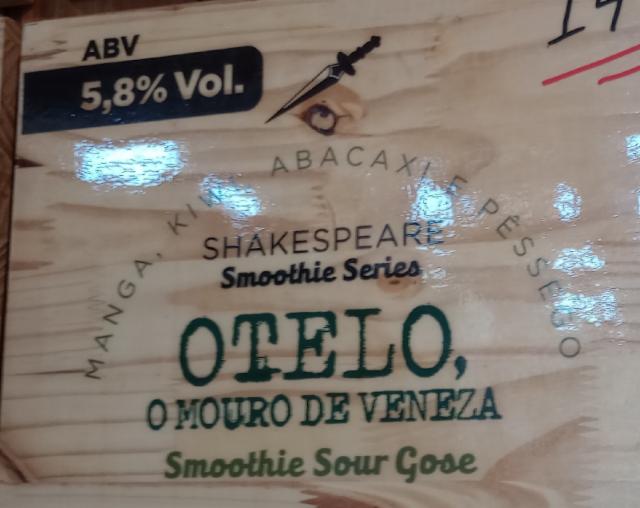 ABV
5,8% Vol.
MANGA, KIWI, ABACAXI E PÊSSEGO
SHAKESPEARE
Smoothie Series
OTELO,
O MOURO DE VENEZA
Smoothie Sour Gose